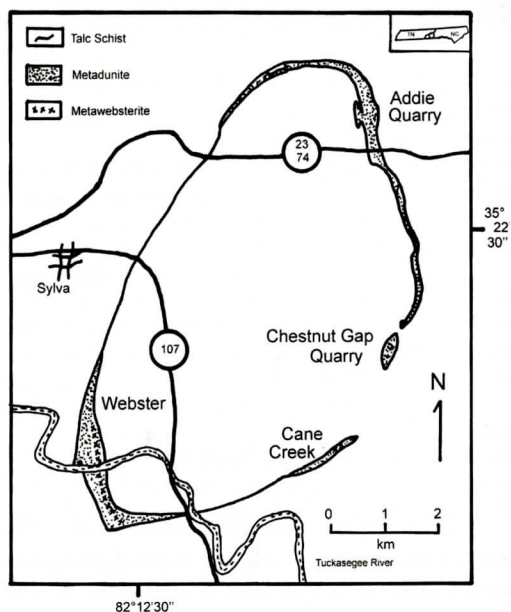 Talc Schist
Metadunite
Metawebsterite
TN
NC
Addie
Quarry
23
74
35°
22'
30"
Sylva
Chestnut Gap
Quarry
107
N
Webster
Cane
Creek
0 1 2
km
Tuckasegee River
82°12'30"